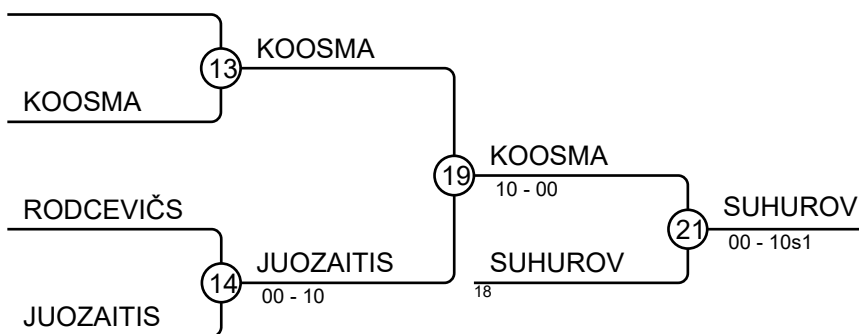 KOOSMA
13
KOOSMA
19
KOOSMA
10 - 00
RODCEVIČS
14
JUOZAITIS
00 - 10
JUOZAITIS
SUHUROV
18
21
SUHUROV
00 - 10s1